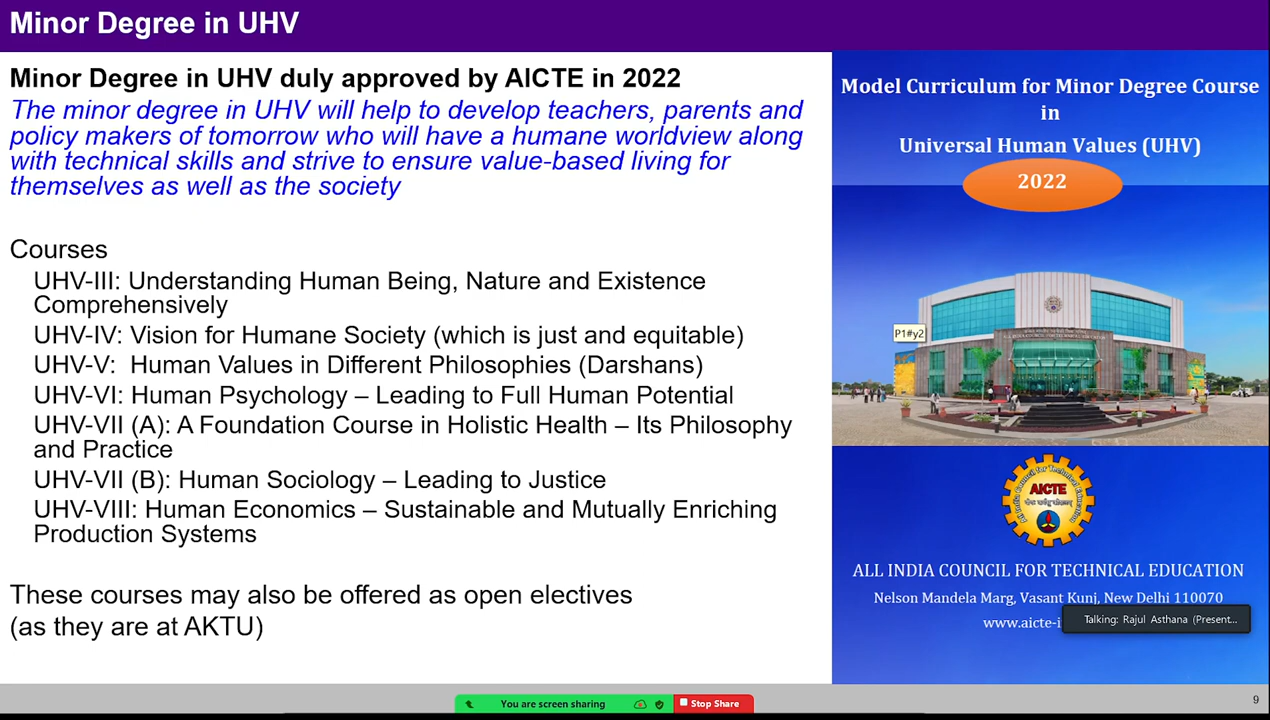 Minor Degree in UHV
Minor Degree in UHV duly approved by AICTE in 2022
The minor degree in UHV will help to develop teachers, parents and
policy makers of tomorrow who will have a humane worldview along
with technical skills and strive to ensure value-based living for
themselves as well as the society
Courses
UHV-III: Understanding Human Being, Nature and Existence
Comprehensively
UHV-IV: Vision for Humane Society (which is just and equitable)
UHV-V: Human Values in Different Philosophies (Darshans)
UHV-VI: Human Psychology – Leading to Full Human Potential
UHV-VII (A): A Foundation Course in Holistic Health – Its Philosophy
and Practice
UHV-VII (B): Human Sociology – Leading to Justice
UHV-VIII: Human Economics – Sustainable and Mutually Enriching
Production Systems
These courses may also be offered as open electives
(as they are at AKTU)
Model Curriculum for Minor Degree Course
in
Universal Human Values (UHV)
2022
P1#y2
All India Council for Technical Education
AICTE
ALL INDIA COUNCIL FOR TECHNICAL EDUCATION
Nelson Mandela Marg, Vasant Kunj, New Delhi 110070
www.aicte-i
Talking: Rajul Asthana (Present...
You are screen sharing
Stop Share
9